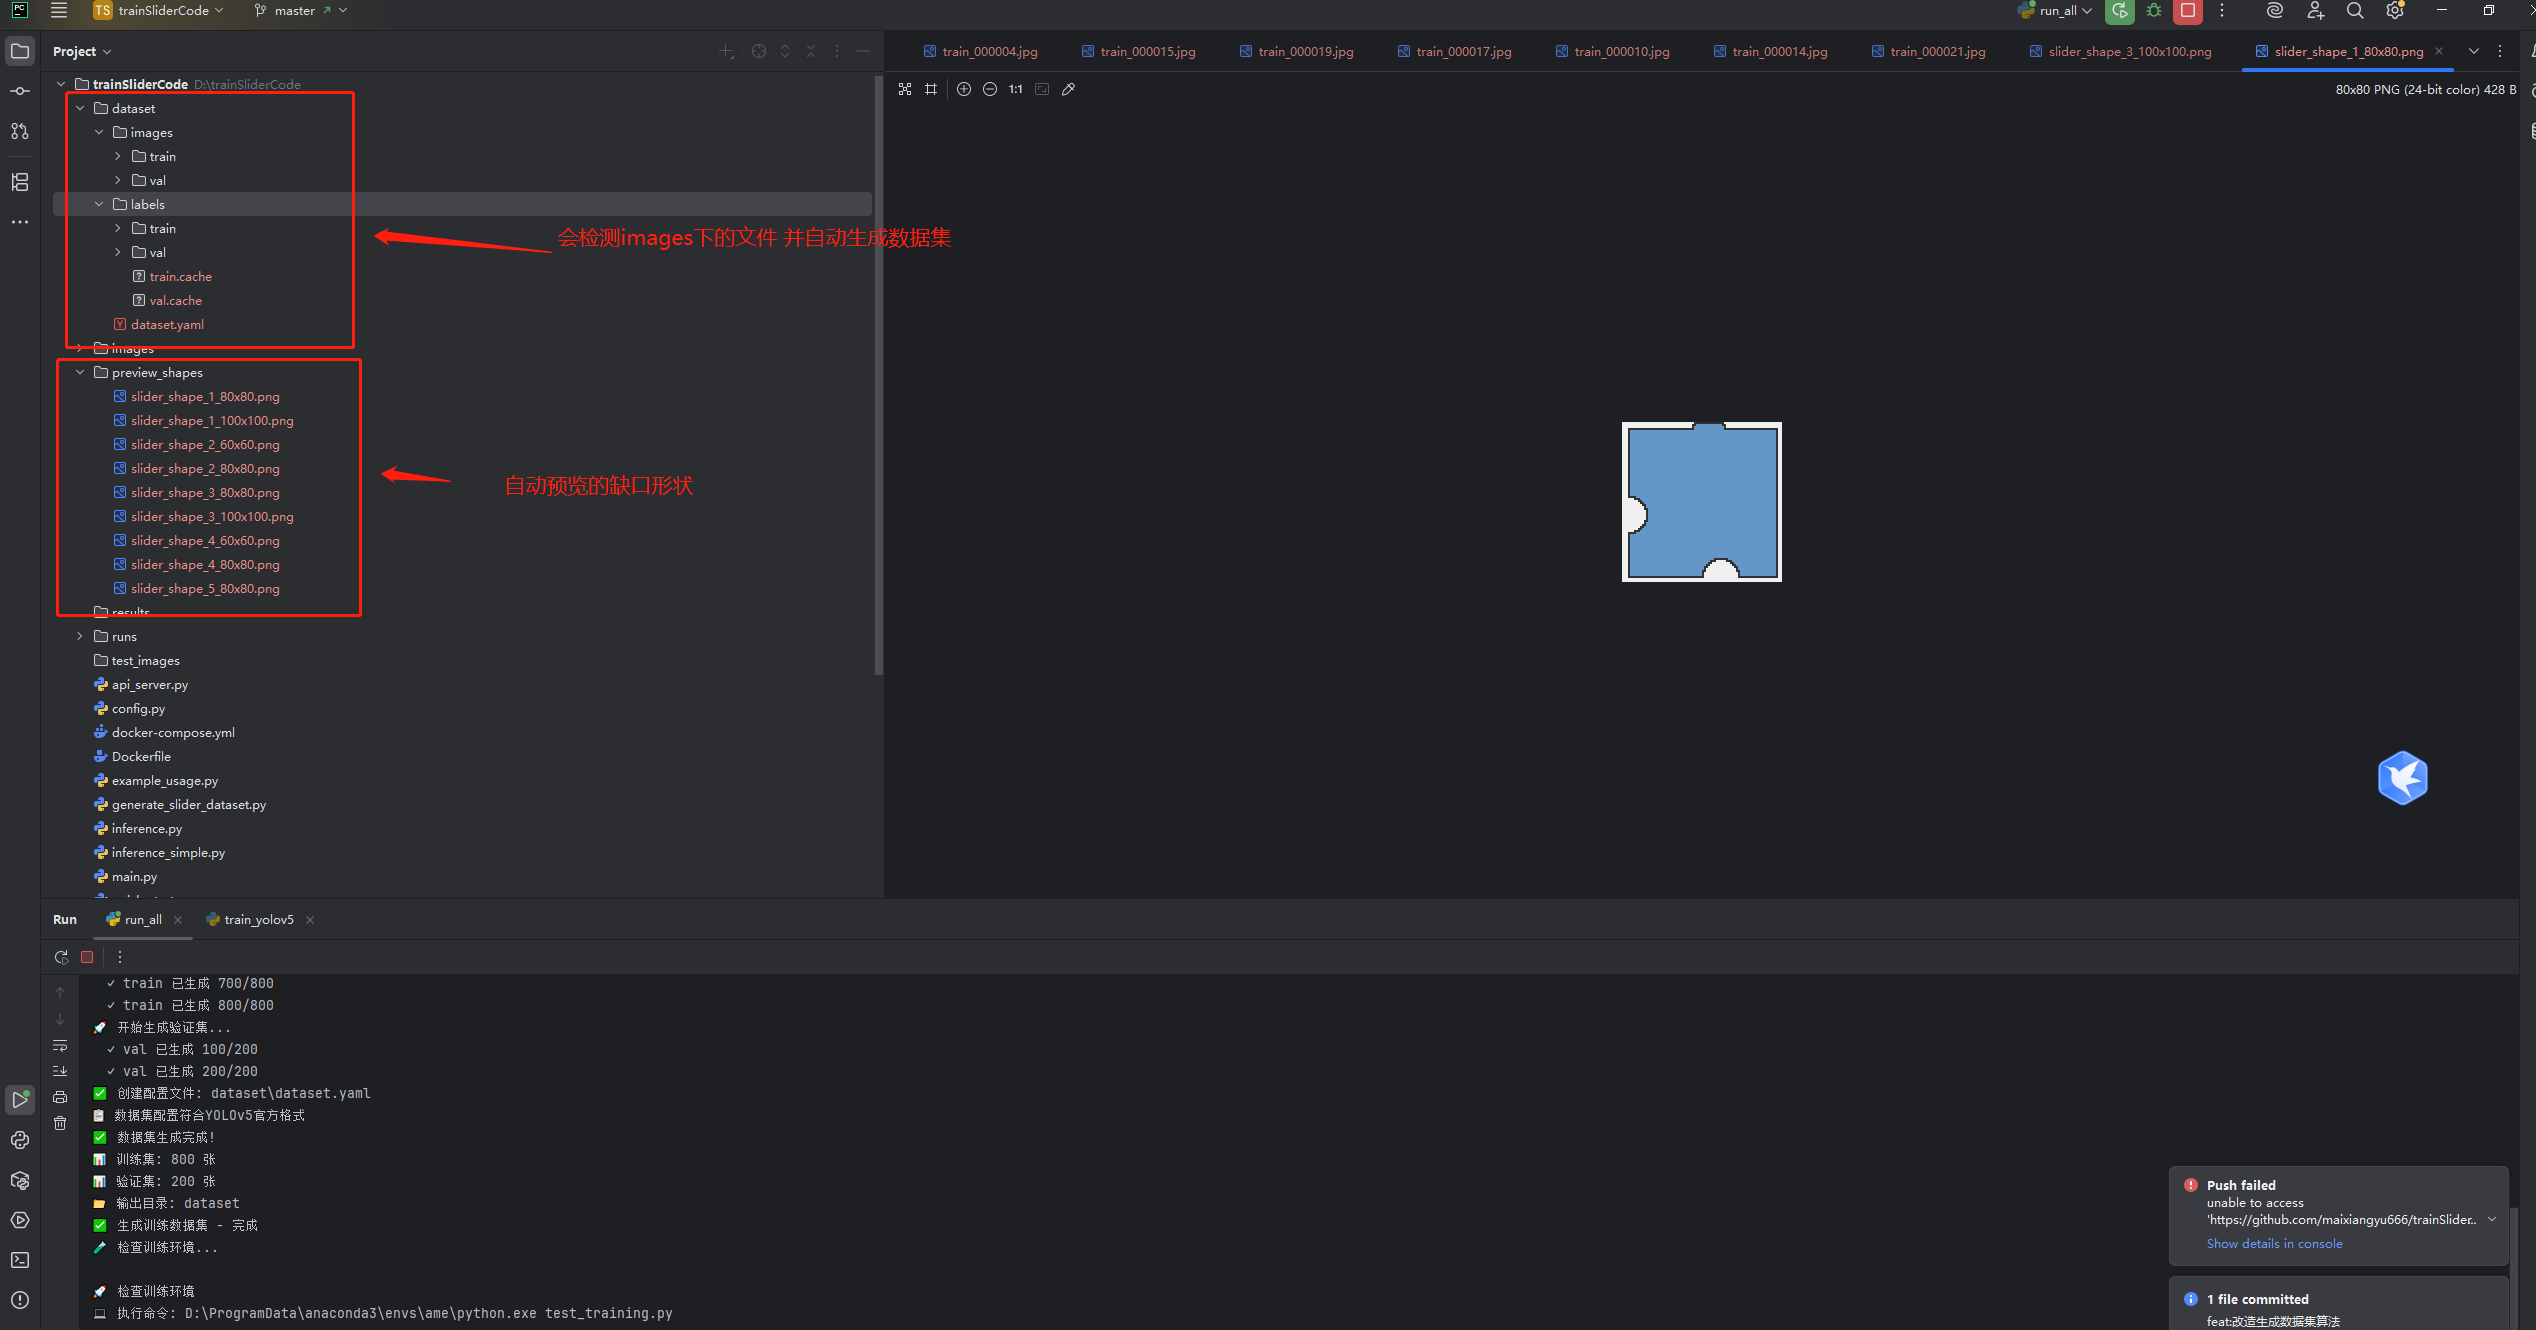 PC
TS trainSliderCode
master
run_all
Project
train_000004.jpg
train_000015.jpg
train_000019.jpg
train_000017.jpg
train_000010.jpg
train_000014.jpg
train_000021.jpg
slider_shape_3_100x100.png
slider_shape_1_80x80.png
1:1
80x80 PNG (24-bit color) 428 B
trainSliderCode D:\trainSliderCode
dataset
images
train
val
labels
train
val
train.cache
val.cache
dataset.yaml
images
会检测images下的文件 并自动生成数据集
preview_shapes
slider_shape_1_80x80.png
slider_shape_1_100x100.png
slider_shape_2_60x60.png
slider_shape_2_80x80.png
slider_shape_3_80x80.png
slider_shape_3_100x100.png
slider_shape_4_60x60.png
slider_shape_4_80x80.png
slider_shape_5_80x80.png
自动预览的缺口形状
results
runs
test_images
api_server.py
config.py
docker-compose.yml
Dockerfile
example_usage.py
generate_slider_dataset.py
inference.py
inference_simple.py
main.py
Run
run_all
train_yolov5
✓ train 已生成 700/800
✓ train 已生成 800/800
🚀 开始生成验证集...
✓ val 已生成 100/200
✓ val 已生成 200/200
✅ 创建配置文件: dataset\dataset.yaml
📋 数据集配置符合YOLOv5官方格式
✅ 数据集生成完成!
📊 训练集: 800 张
📊 验证集: 200 张
📁 输出目录: dataset
✅ 生成训练数据集 - 完成
🧪 检查训练环境...
🚀 检查训练环境
💻 执行命令: D:\ProgramData\anaconda3\envs\ame\python.exe test_training.py
Push failed
unable to access
'https://github.com/maixiangyu666/trainSlider..
Show details in console
1 file committed
feat:改造生成数据集算法